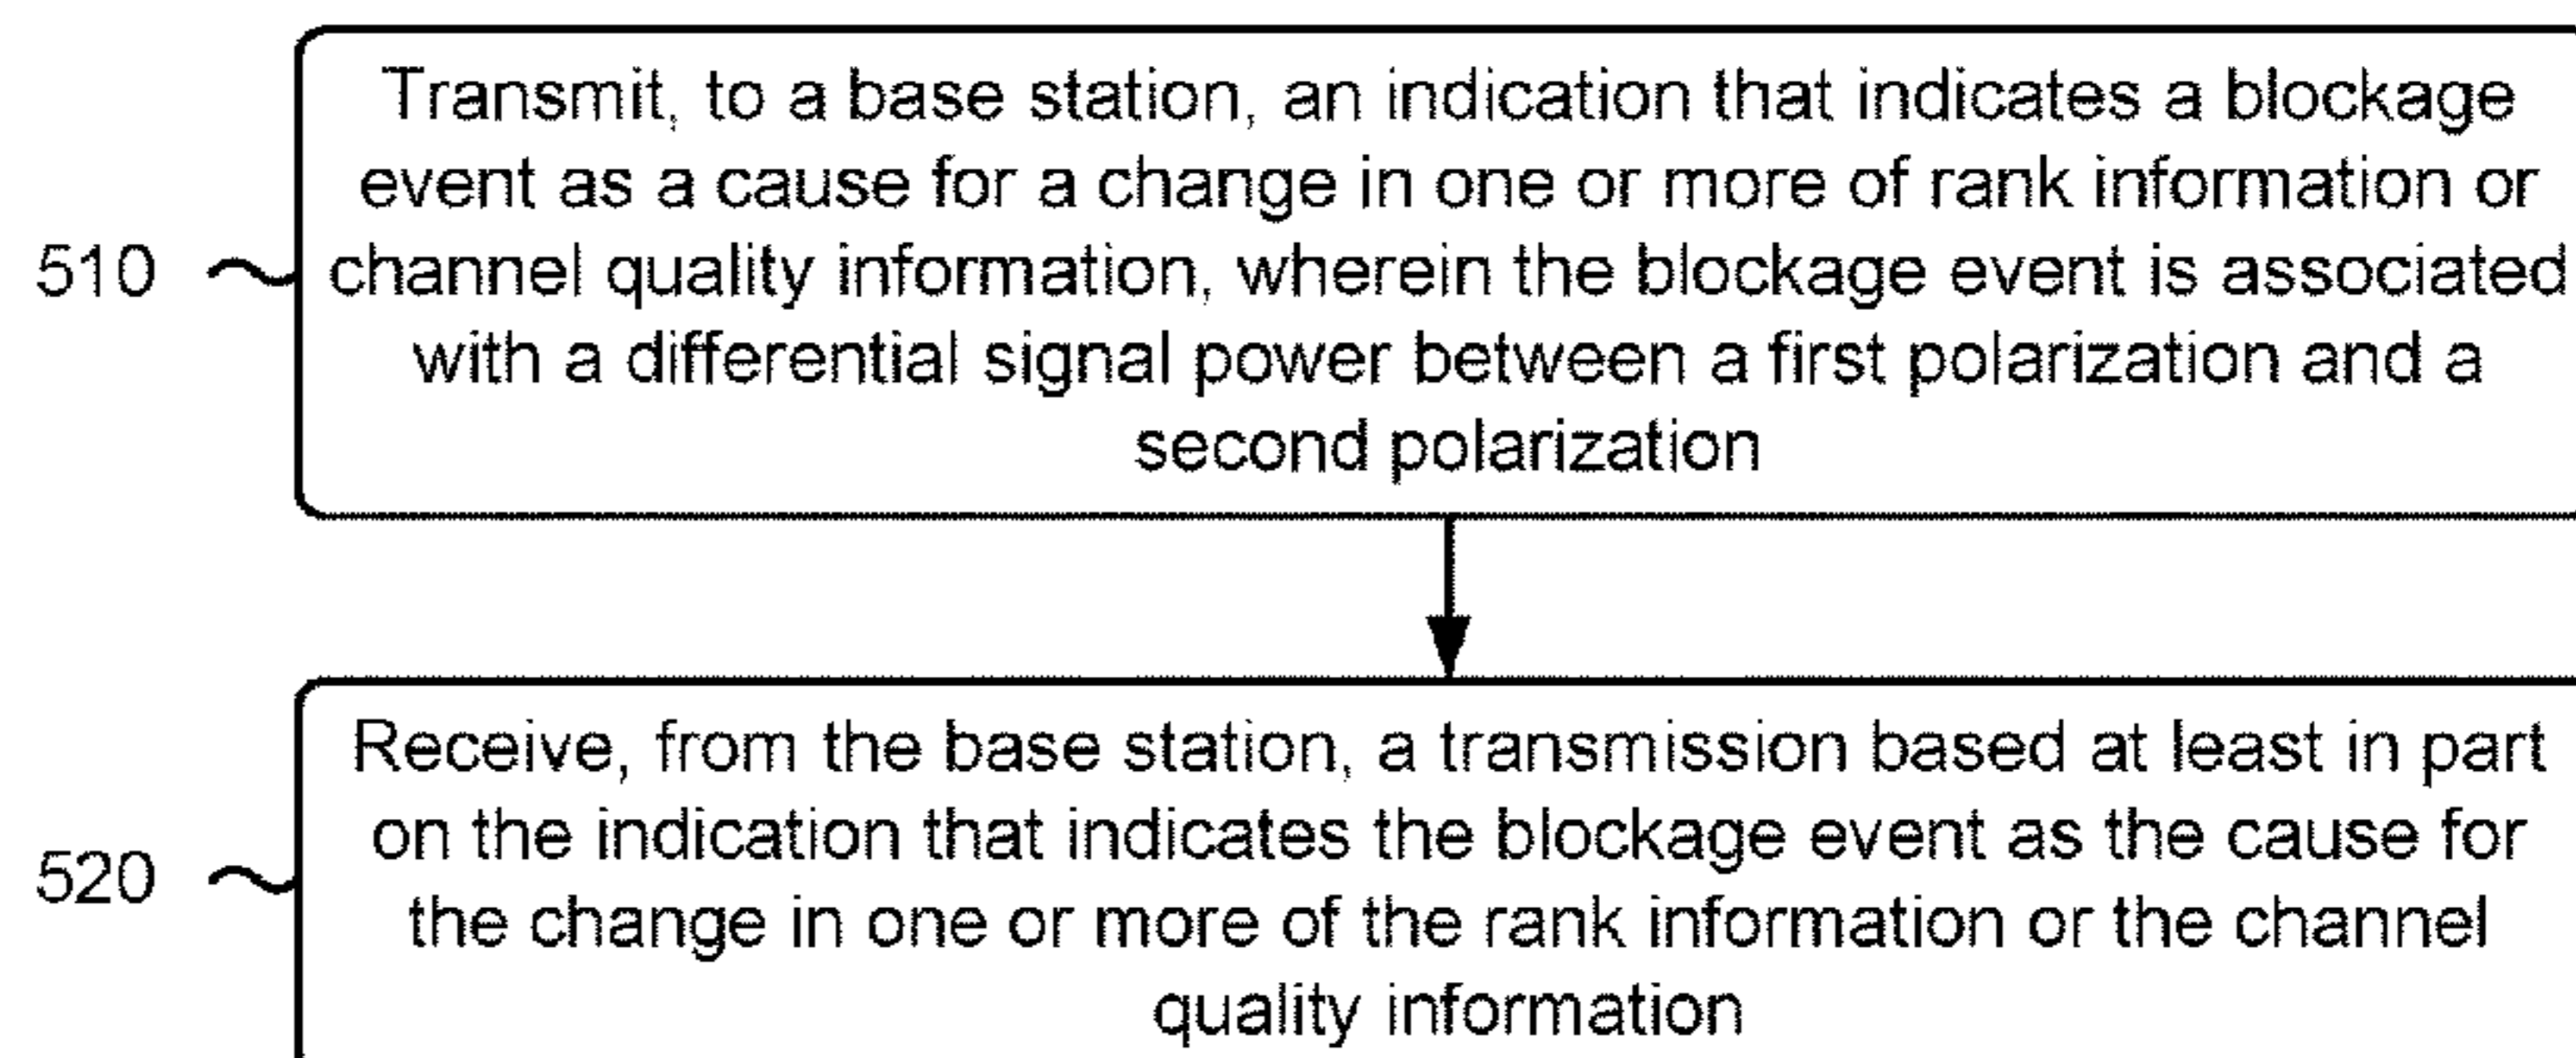 Transmit, to a base station, an indication that indicates a blockage
event as a cause for a change in one or more of rank information or
510
channel quality information, wherein the blockage event is associated
with a differential signal power between a first polarization and a
second polarization
Receive, from the base station, a transmission based at least in part
on the indication that indicates the blockage event as the cause for
520
the change in one or more of the rank information or the channel
quality information